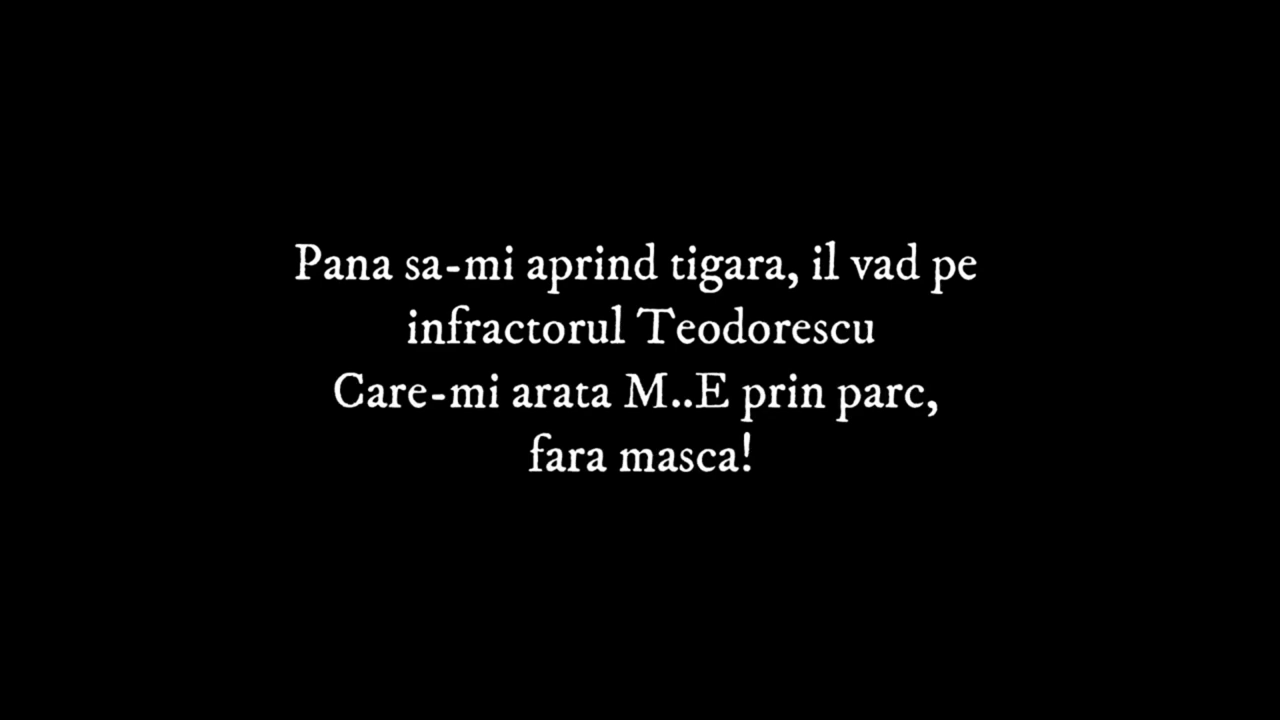 Pana sa-mi aprind tigara, il vad pe
infractorul Teodorescu
Care-mi arata M..E prin parc,
fara masca!